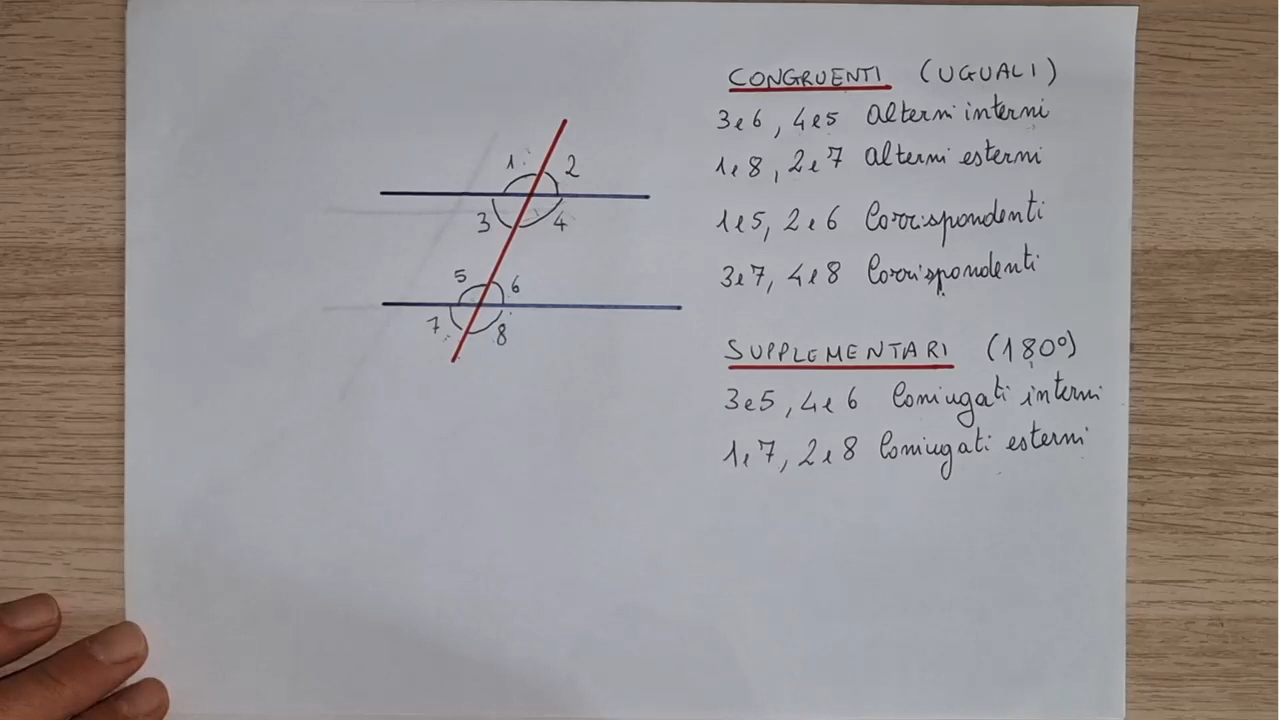 CONGRUENTI (UGUALI)
3 e 6, 4 e 5 Alterni interni
1 e 8, 2 e 7 Alterni esterni
1 e 5, 2 e 6 Corrispondenti
3 e 7, 4 e 8 Corrispondenti
SUPPLEMENTARI (180°)
3 e 5, 4 e 6 Coniugati interni
1 e 7, 2 e 8 Coniugati esterni
1 2
3 4
5 6
7 8